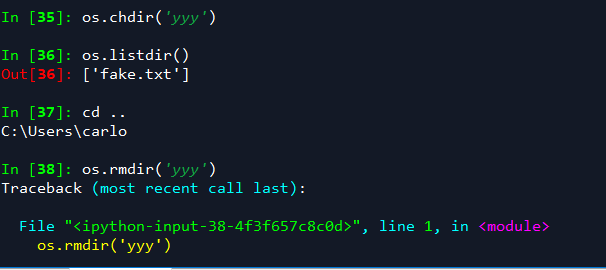 In [35]: os.chdir('yyy')
In [36]: os.listdir()
Out[36]: ['fake.txt']
In [37]: cd ..
C:\Users\carlo
In [38]: os.rmdir('yyy')
Traceback (most recent call last):
File "<ipython-input-38-4f3f657c8c0d>", line 1, in <module>
os.rmdir('yyy')